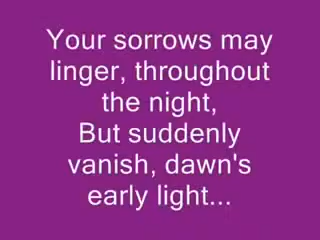 Your sorrows may
linger, throughout
the night,
But suddenly
vanish, dawn's
early light...